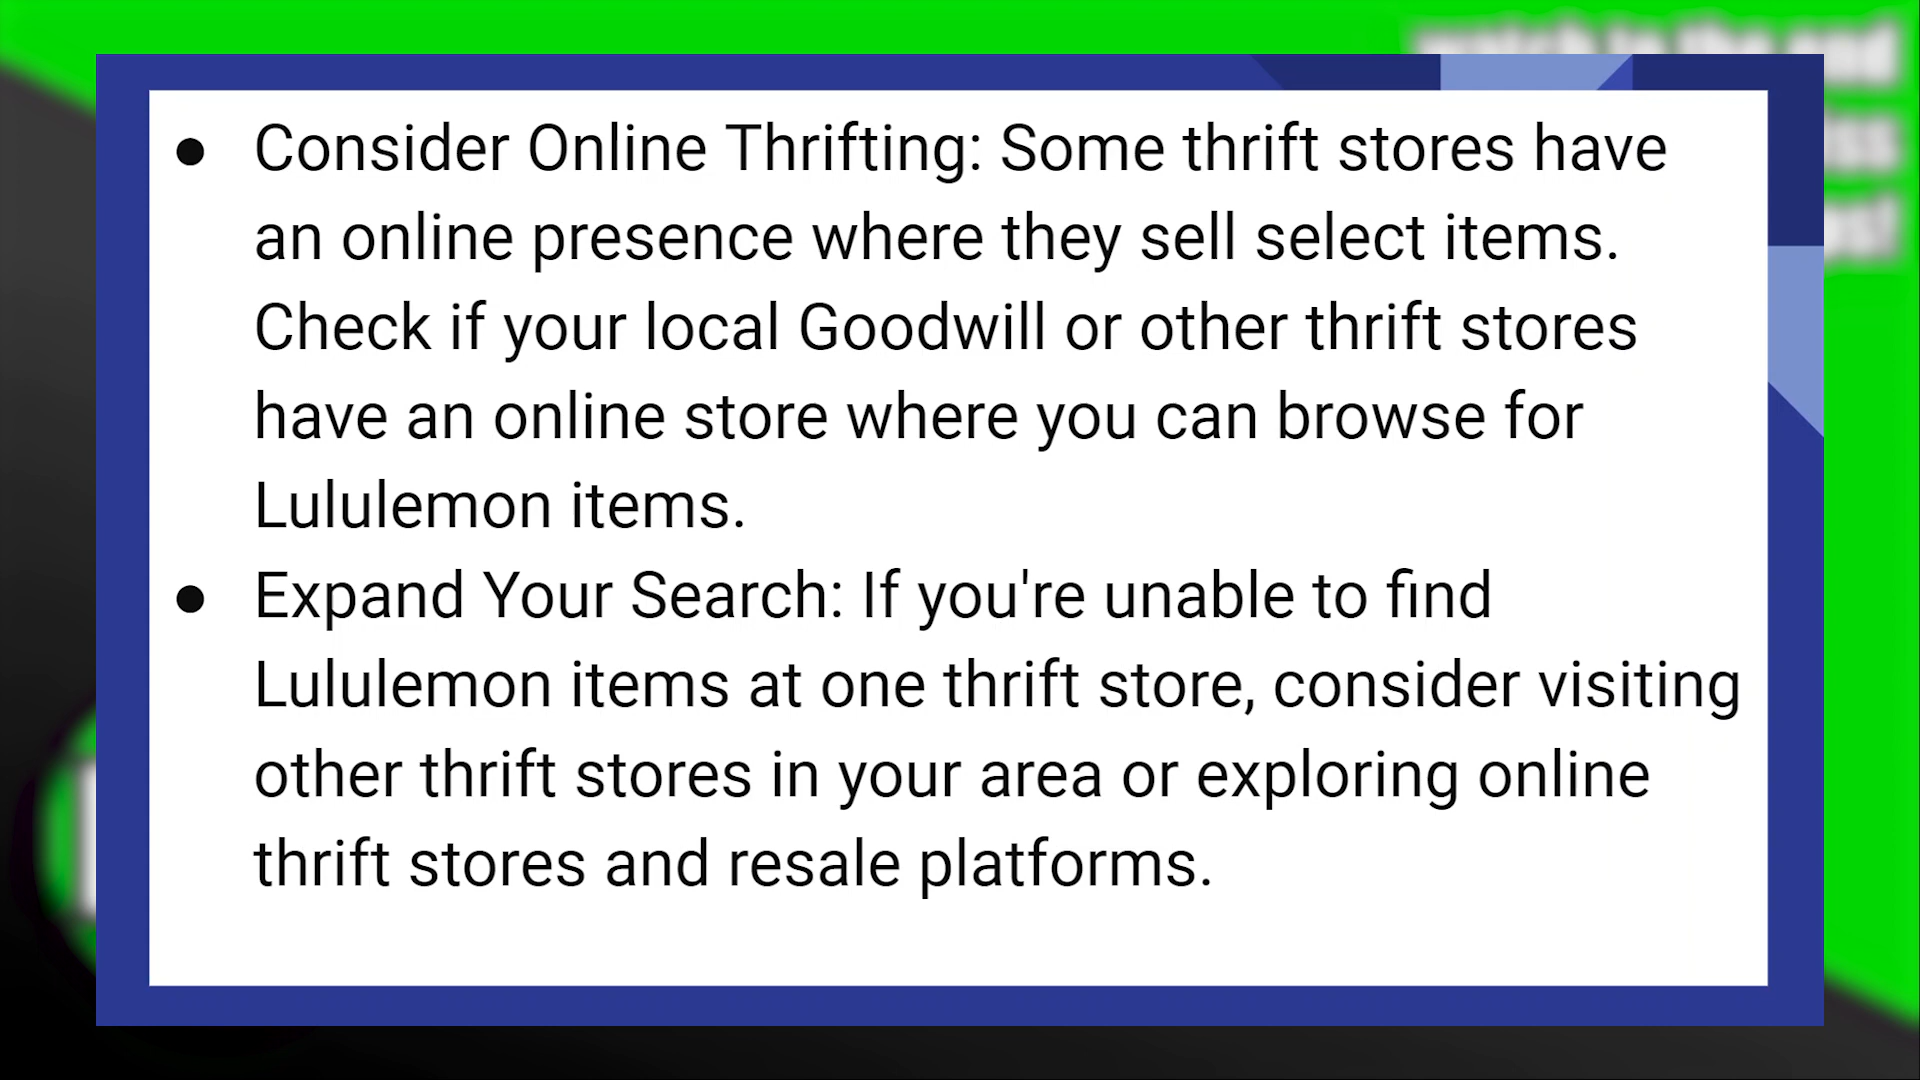 ● Consider Online Thrifting: Some thrift stores have
an online presence where they sell select items.
Check if your local Goodwill or other thrift stores
have an online store where you can browse for
Lululemon items.
● Expand Your Search: If you're unable to find
Lululemon items at one thrift store, consider visiting
other thrift stores in your area or exploring online
thrift stores and resale platforms.